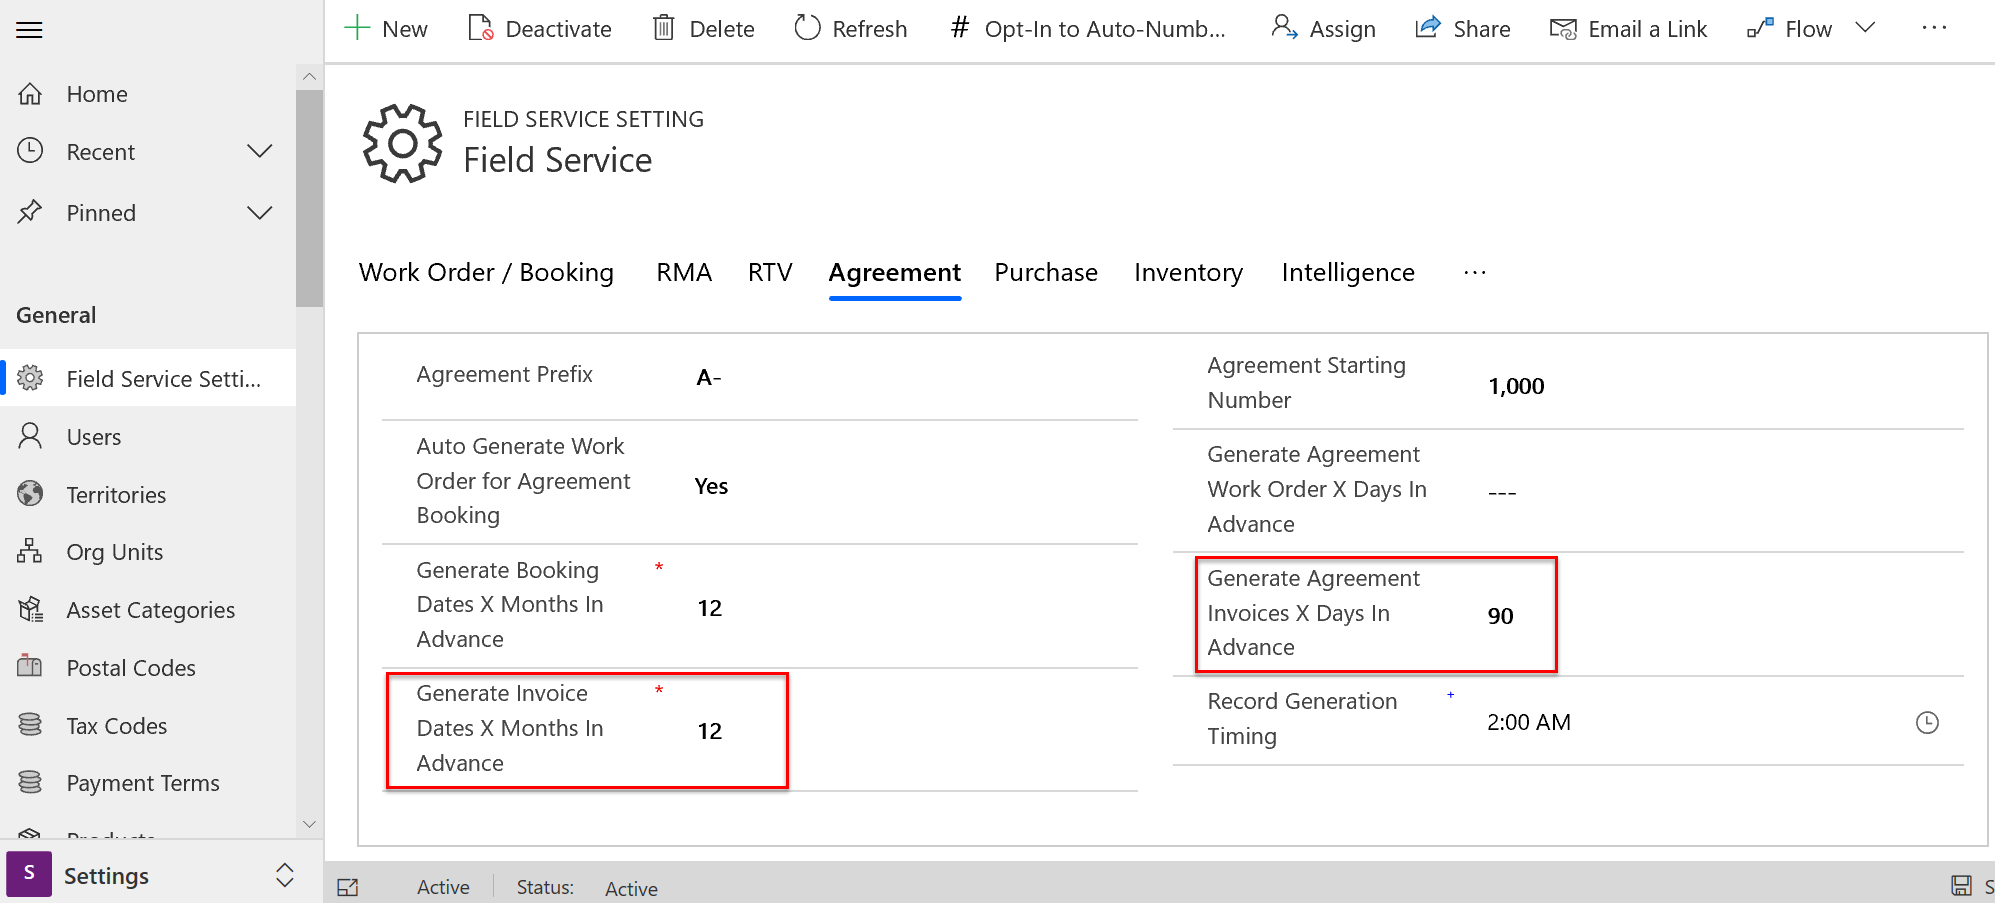 New
Deactivate
Delete
Refresh
# Opt-In to Auto-Numb...
Assign
Share
Email a Link
Flow
...
Home
Recent
Pinned
General
Field Service Setti...
Users
Territories
Org Units
Asset Categories
Postal Codes
Tax Codes
Payment Terms
Products
S
Settings
FIELD SERVICE SETTING
Field Service
Work Order / Booking
RMA
RTV
Agreement
Purchase
Inventory
Intelligence
...
Agreement Prefix
A-
Auto Generate Work
Order for Agreement
Booking
Yes
Generate Booking *
Dates X Months In
Advance
12
Generate Invoice *
Dates X Months In
Advance
12
Agreement Starting
Number
1,000
Generate Agreement
Work Order X Days In
Advance
---
Generate Agreement
Invoices X Days In
Advance
90
Record Generation +
Timing
2:00 AM
Active
Status:
Active
S